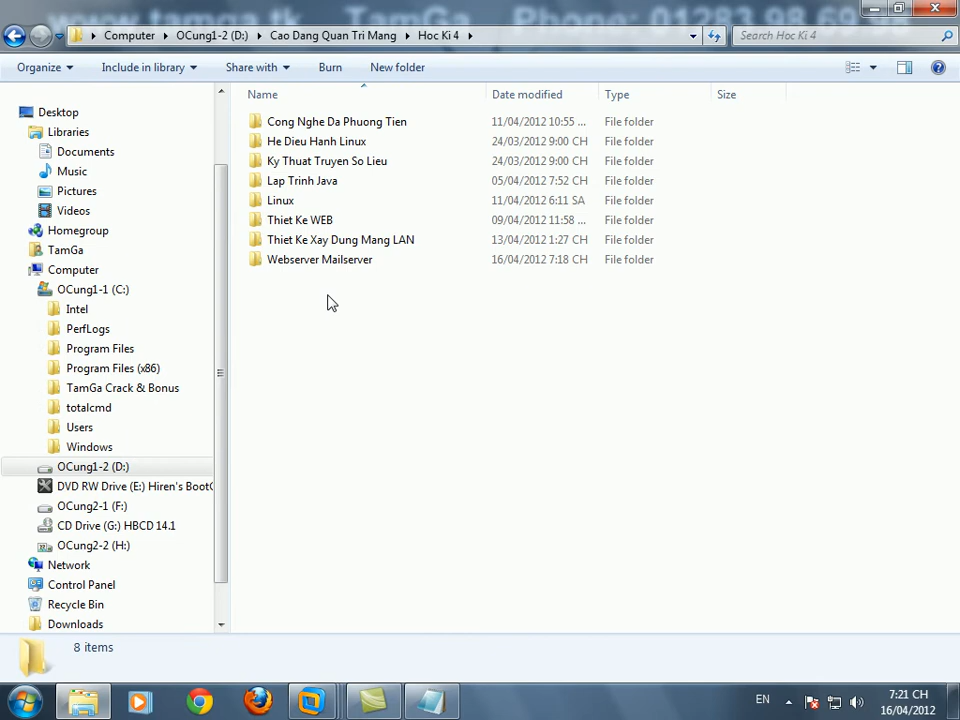 www.tamga.tk TamGa Phone: 01283.98.69
Computer OCung1-2 (D:) Cao Dang Quan Tri Mang Hoc Ki 4
Search Hoc Ki 4
Organize Include in library Share with Burn New folder
Name Date modified Type Size
Desktop
Libraries
Documents
Music
Pictures
Videos
Homegroup
TamGa
Computer
OCung1-1 (C:)
Intel
PerfLogs
Program Files
Program Files (x86)
TamGa Crack & Bonus
totalcmd
Users
Windows
OCung1-2 (D:)
DVD RW Drive (E:) Hiren's BootC
OCung2-1 (F:)
CD Drive (G:) HBCD 14.1
OCung2-2 (H:)
Network
Control Panel
Recycle Bin
Downloads
Cong Nghe Da Phuong Tien 11/04/2012 10:55 ... File folder
He Dieu Hanh Linux 24/03/2012 9:00 CH File folder
Ky Thuat Truyen So Lieu 24/03/2012 9:00 CH File folder
Lap Trinh Java 05/04/2012 7:52 CH File folder
Linux 11/04/2012 6:11 SA File folder
Thiet Ke WEB 09/04/2012 11:58 ... File folder
Thiet Ke Xay Dung Mang LAN 13/04/2012 1:27 CH File folder
Webserver Mailserver 16/04/2012 7:18 CH File folder
8 items
EN
7:21 CH
16/04/2012